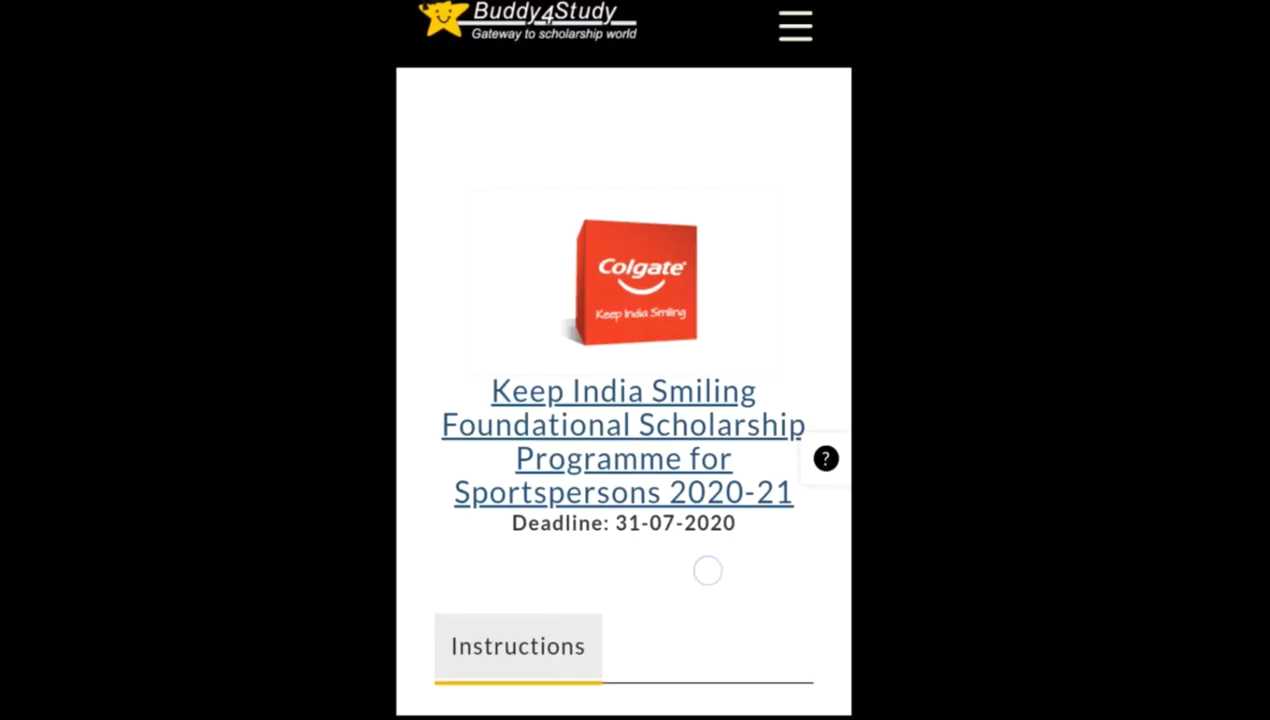 Buddy4Study
Gateway to scholarship world
Colgate
Keep India Smiling
Keep India Smiling
Foundational Scholarship
Programme for
Sportspersons 2020-21
?
Deadline: 31-07-2020
Instructions